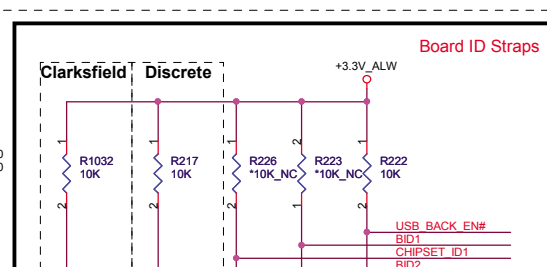 Board ID Straps
+3.3V_ALW
Clarksfield Discrete
1 1 1 2 1
R1032 R217 R226 R223 R222
10K 10K *10K_NC *10K_NC 10K
2 2 2 1 2
USB_BACK_EN#
BID1
CHIPSET_ID1
BID2